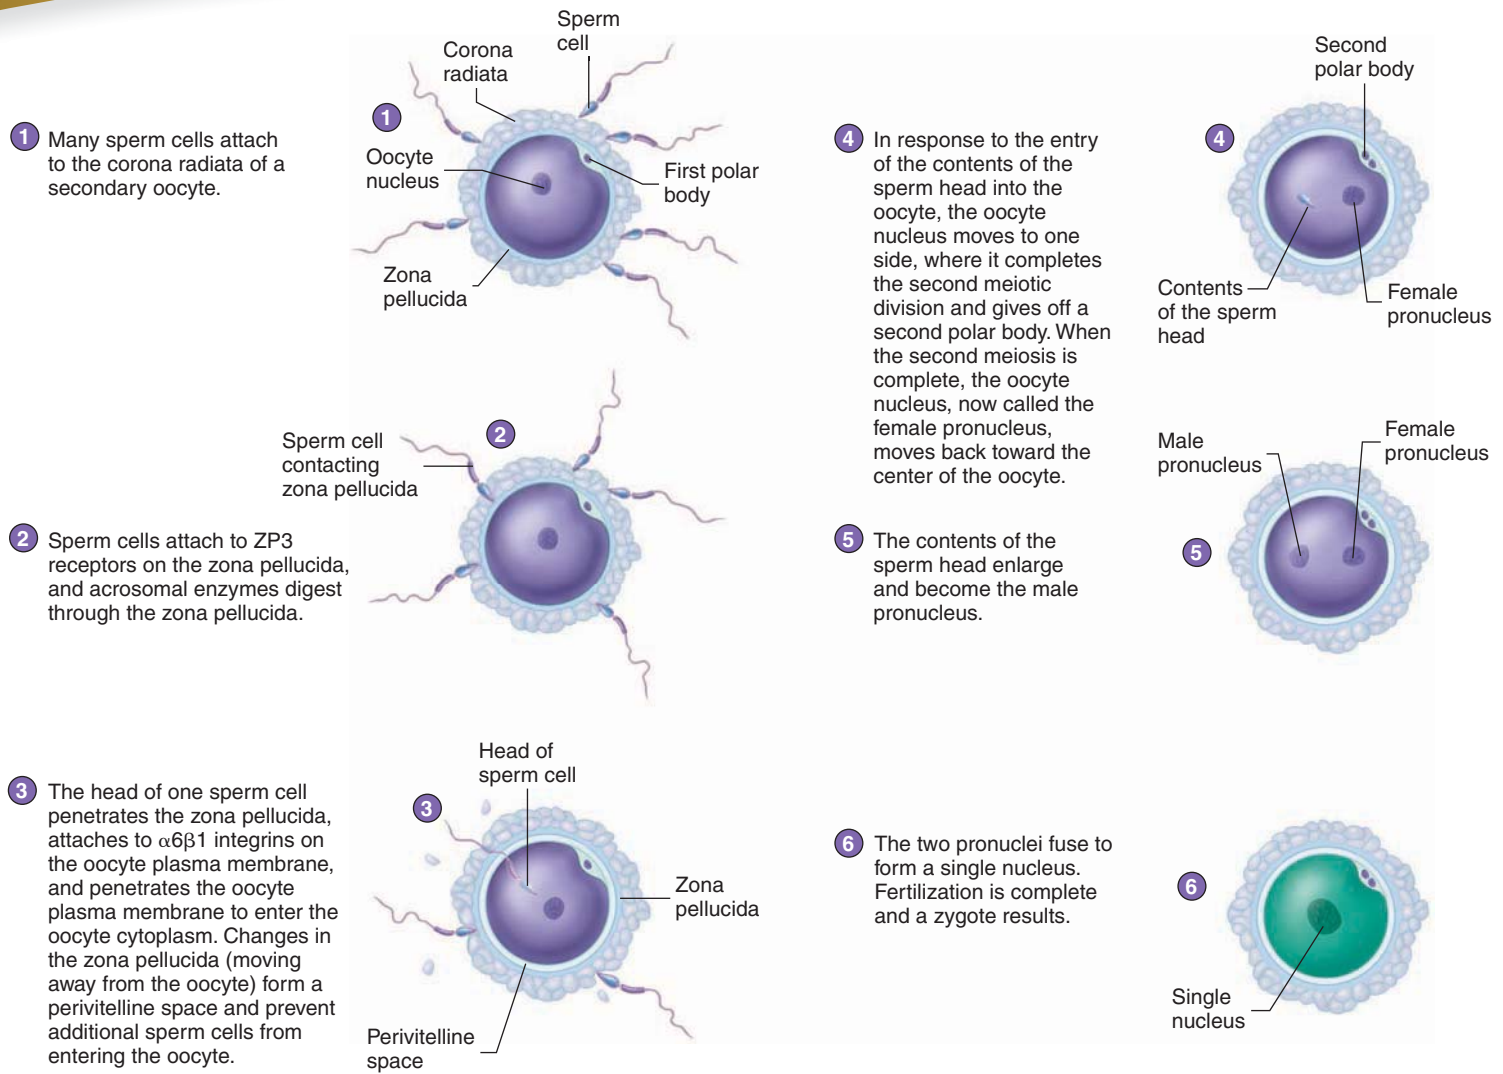 1
Many sperm cells attach
to the corona radiata of a
secondary oocyte.
1
Corona
radiata
Sperm
cell
Oocyte
nucleus
First polar
body
Zona
pellucida
2
Sperm cells attach to ZP3
receptors on the zona pellucida,
and acrosomal enzymes digest
through the zona pellucida.
2
Sperm cell
contacting
zona pellucida
3
The head of one sperm cell
penetrates the zona pellucida,
attaches to α6β1 integrins on
the oocyte plasma membrane,
and penetrates the oocyte
plasma membrane to enter the
oocyte cytoplasm. Changes in
the zona pellucida (moving
away from the oocyte) form a
perivitelline space and prevent
additional sperm cells from
entering the oocyte.
3
Head of
sperm cell
Zona
pellucida
Perivitelline
space
4
In response to the entry
of the contents of the
sperm head into the
oocyte, the oocyte
nucleus moves to one
side, where it completes
the second meiotic
division and gives off a
second polar body. When
the second meiosis is
complete, the oocyte
nucleus, now called the
female pronucleus,
moves back toward the
center of the oocyte.
4
Second
polar body
Contents
of the sperm
head
Female
pronucleus
5
The contents of the
sperm head enlarge
and become the male
pronucleus.
5
Male
pronucleus
Female
pronucleus
6
The two pronuclei fuse to
form a single nucleus.
Fertilization is complete
and a zygote results.
6
Single
nucleus